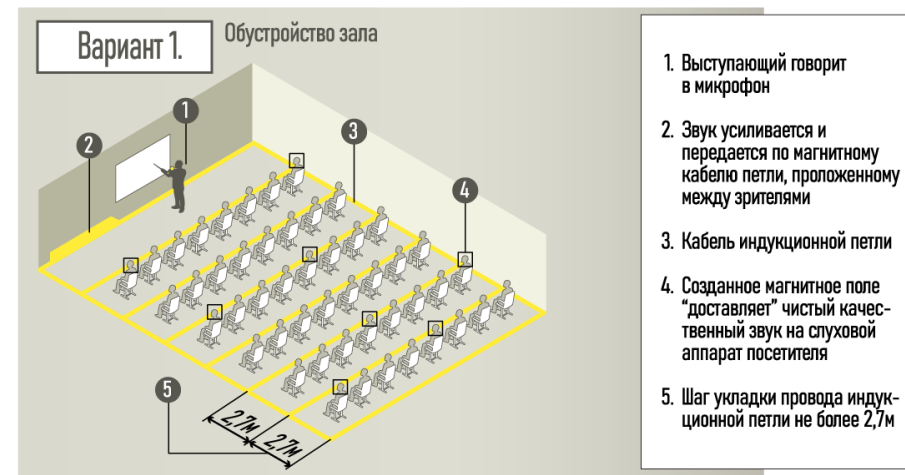 Вариант 1.
Обустройство зала
1
2
3
4
5
2,7м
2,7м
1. Выступающий говорит
в микрофон
2. Звук усиливается и
передается по магнитному
кабелю петли, проложенному
между зрителями
3. Кабель индукционной петли
4. Созданное магнитное поле
“доставляет” чистый качес-
твенный звук на слуховой
аппарат посетителя
5. Шаг укладки провода индук-
ционной петли не более 2,7м